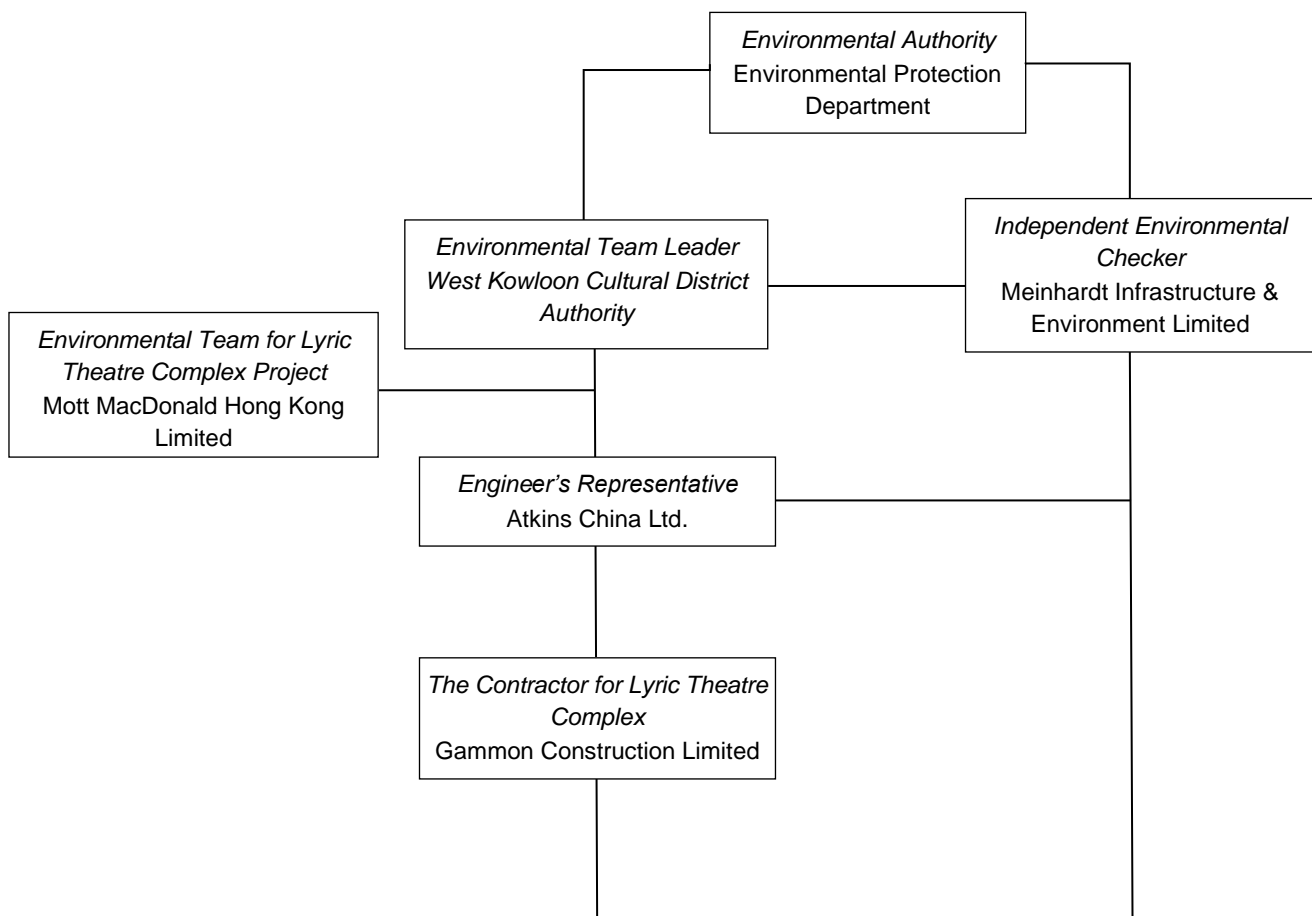 Environmental Authority
Environmental Protection
Department
Environmental Team Leader
West Kowloon Cultural District
Authority
Independent Environmental
Checker
Meinhardt Infrastructure &
Environment Limited
Environmental Team for Lyric
Theatre Complex Project
Mott MacDonald Hong Kong
Limited
Engineer’s Representative
Atkins China Ltd.
The Contractor for Lyric Theatre
Complex
Gammon Construction Limited